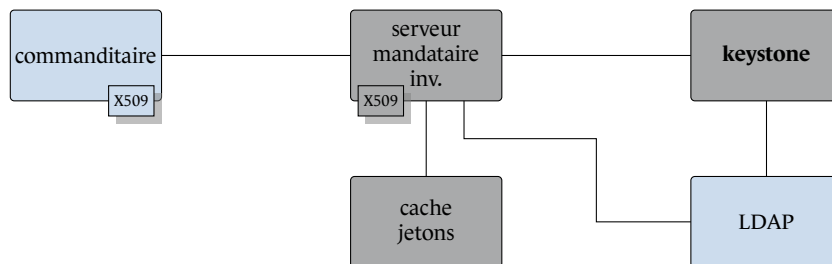 commanditaire
X509
serveur
mandataire
inv.
X509
keystone
cache
jetons
LDAP